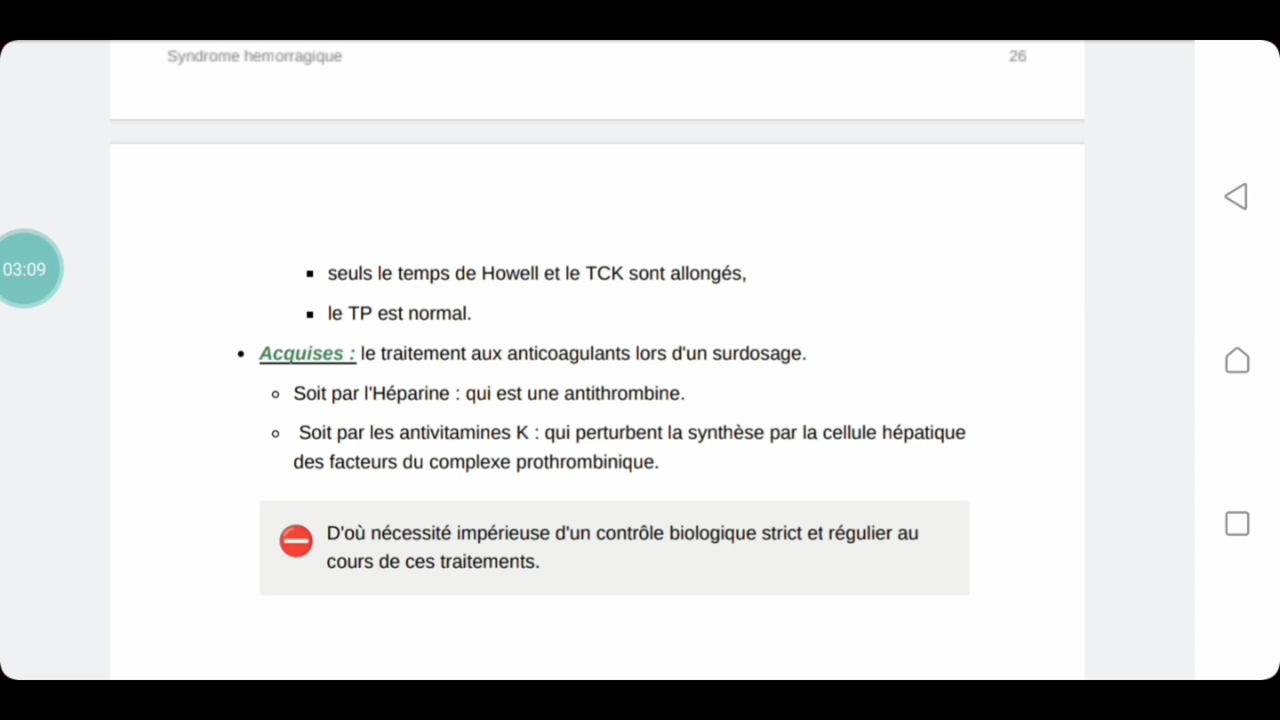 Syndrome hemorragique 26
03:09
▪ seuls le temps de Howell et le TCK sont allongés,
▪ le TP est normal.
• Acquises : le traitement aux anticoagulants lors d'un surdosage.
◦ Soit par l'Héparine : qui est une antithrombine.
◦ Soit par les antivitamines K : qui perturbent la synthèse par la cellule hépatique
des facteurs du complexe prothrombinique.
D'où nécessité impérieuse d'un contrôle biologique strict et régulier au
cours de ces traitements.